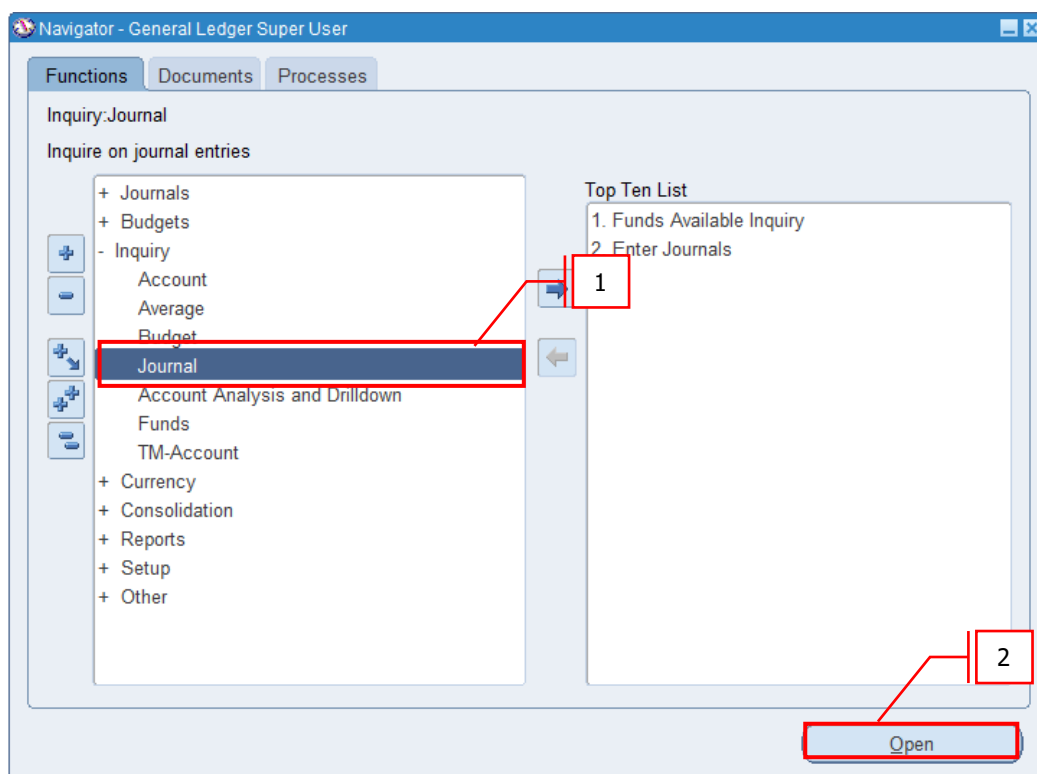 Navigator - General Ledger Super User
Functions Documents Processes
Inquiry:Journal
Inquire on journal entries
+ Journals
+ Budgets
- Inquiry
Account
Average
Budget
Journal
Account Analysis and Drilldown
Funds
TM-Account
+ Currency
+ Consolidation
+ Reports
+ Setup
+ Other
Top Ten List
1. Funds Available Inquiry
2. Enter Journals
1
2
Open